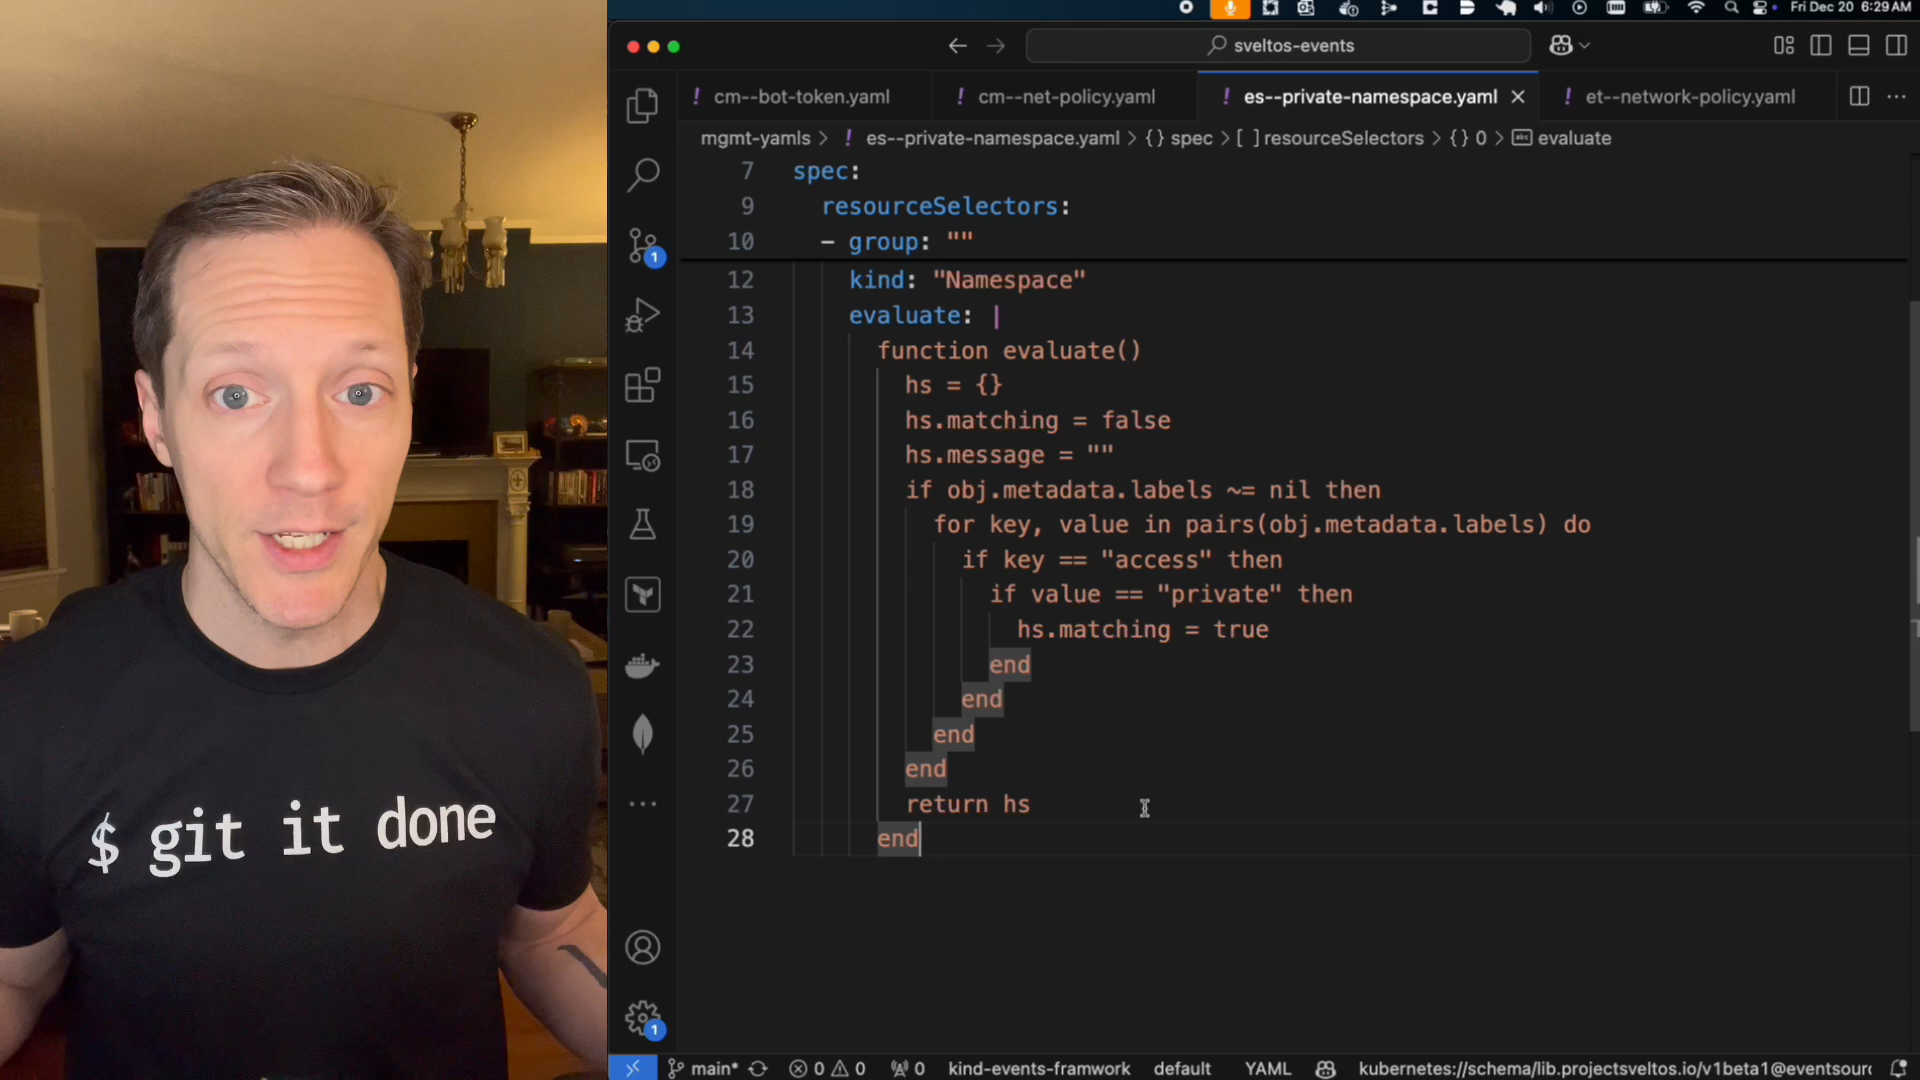 Fri Dec 20 6:29 AM
sveltos-events
cm--bot-token.yaml
cm--net-policy.yaml
es--private-namespace.yaml
et--network-policy.yaml
mgmt-yamls > ! es--private-namespace.yaml > {} spec > [ ] resourceSelectors > {} 0 > evaluate
7 spec:
9 resourceSelectors:
10 - group: ""
12 kind: "Namespace"
13 evaluate: |
14 function evaluate()
15 hs = {}
16 hs.matching = false
17 hs.message = ""
18 if obj.metadata.labels ~= nil then
19 for key, value in pairs(obj.metadata.labels) do
20 if key == "access" then
21 if value == "private" then
22 hs.matching = true
23 end
24 end
25 end
26 end
27 return hs
28 end
1
1
$ git it done
main* 0 0 0 kind-events-framwork default YAML kubernetes://schema/lib.projectsveltos.io/v1beta1@eventsourc